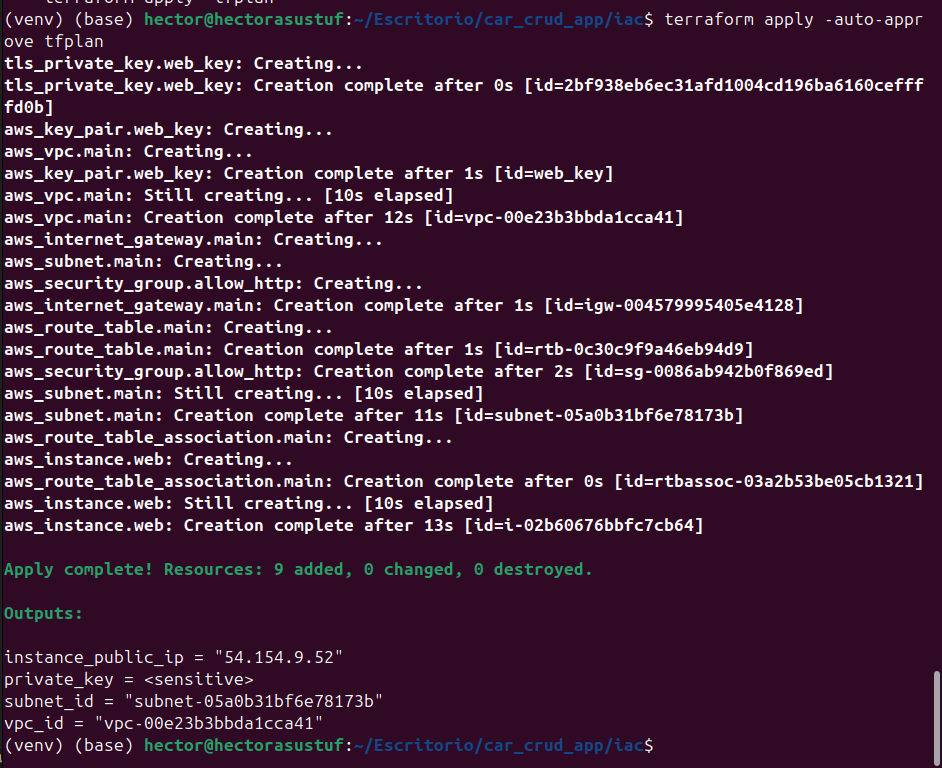 (venv) (base) hector@hectorasustuf:~/Escritorio/car_crud_app/iac$ terraform apply -auto-appr
ove tfplan
tls_private_key.web_key: Creating...
tls_private_key.web_key: Creation complete after 0s [id=2bf938eb6ec31afd1004cd196ba6160cefff
fd0b]
aws_key_pair.web_key: Creating...
aws_vpc.main: Creating...
aws_key_pair.web_key: Creation complete after 1s [id=web_key]
aws_vpc.main: Still creating... [10s elapsed]
aws_vpc.main: Creation complete after 12s [id=vpc-00e23b3bbda1cca41]
aws_internet_gateway.main: Creating...
aws_subnet.main: Creating...
aws_security_group.allow_http: Creating...
aws_internet_gateway.main: Creation complete after 1s [id=igw-004579995405e4128]
aws_route_table.main: Creating...
aws_route_table.main: Creation complete after 1s [id=rtb-0c30c9f9a46eb94d9]
aws_security_group.allow_http: Creation complete after 2s [id=sg-0086ab942b0f869ed]
aws_subnet.main: Still creating... [10s elapsed]
aws_subnet.main: Creation complete after 11s [id=subnet-05a0b31bf6e78173b]
aws_route_table_association.main: Creating...
aws_instance.web: Creating...
aws_route_table_association.main: Creation complete after 0s [id=rtbassoc-03a2b53be05cb1321]
aws_instance.web: Still creating... [10s elapsed]
aws_instance.web: Creation complete after 13s [id=i-02b60676bbfc7cb64]
Apply complete! Resources: 9 added, 0 changed, 0 destroyed.
Outputs:
instance_public_ip = "54.154.9.52"
private_key = <sensitive>
subnet_id = "subnet-05a0b31bf6e78173b"
vpc_id = "vpc-00e23b3bbda1cca41"
(venv) (base) hector@hectorasustuf:~/Escritorio/car_crud_app/iac$